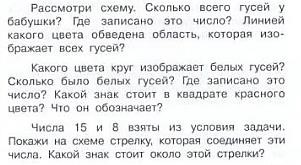 Рассмотри схему. Сколько всего гусей у
бабушки? Где записано это число? Линией
какого цвета обведена область, которая изо-
бражает всех гусей?
Какого цвета круг изображает белых гусей?
Сколько было белых гусей? Где записано это
число? Какой знак стоит в квадрате красного
цвета? Что он обозначает?
Числа 15 и 8 взяты из условия задачи.
Покажи на схеме стрелку, которая соединяет эти
числа. Какой знак стоит около этой стрелки?